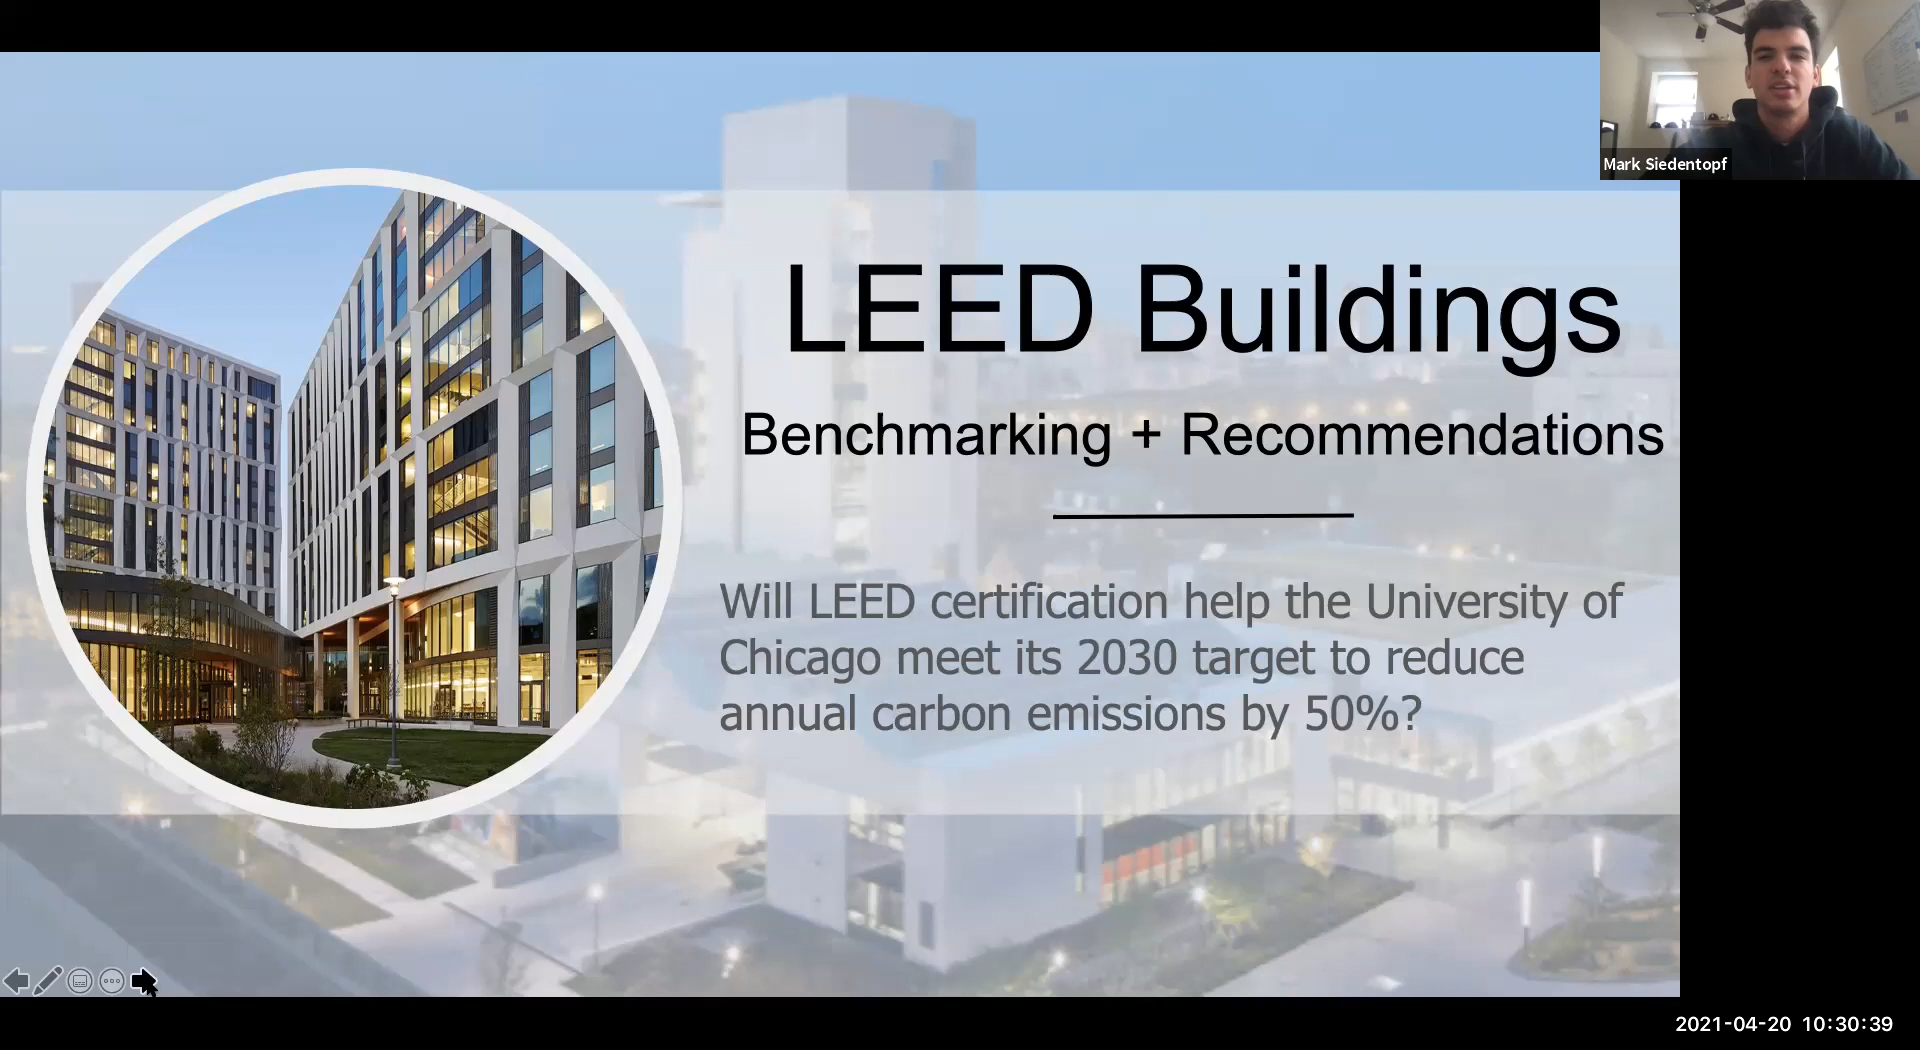 Mark Siedentopf
LEED Buildings
Benchmarking + Recommendations
Will LEED certification help the University of
Chicago meet its 2030 target to reduce
annual carbon emissions by 50%?
2021-04-20 10:30:39